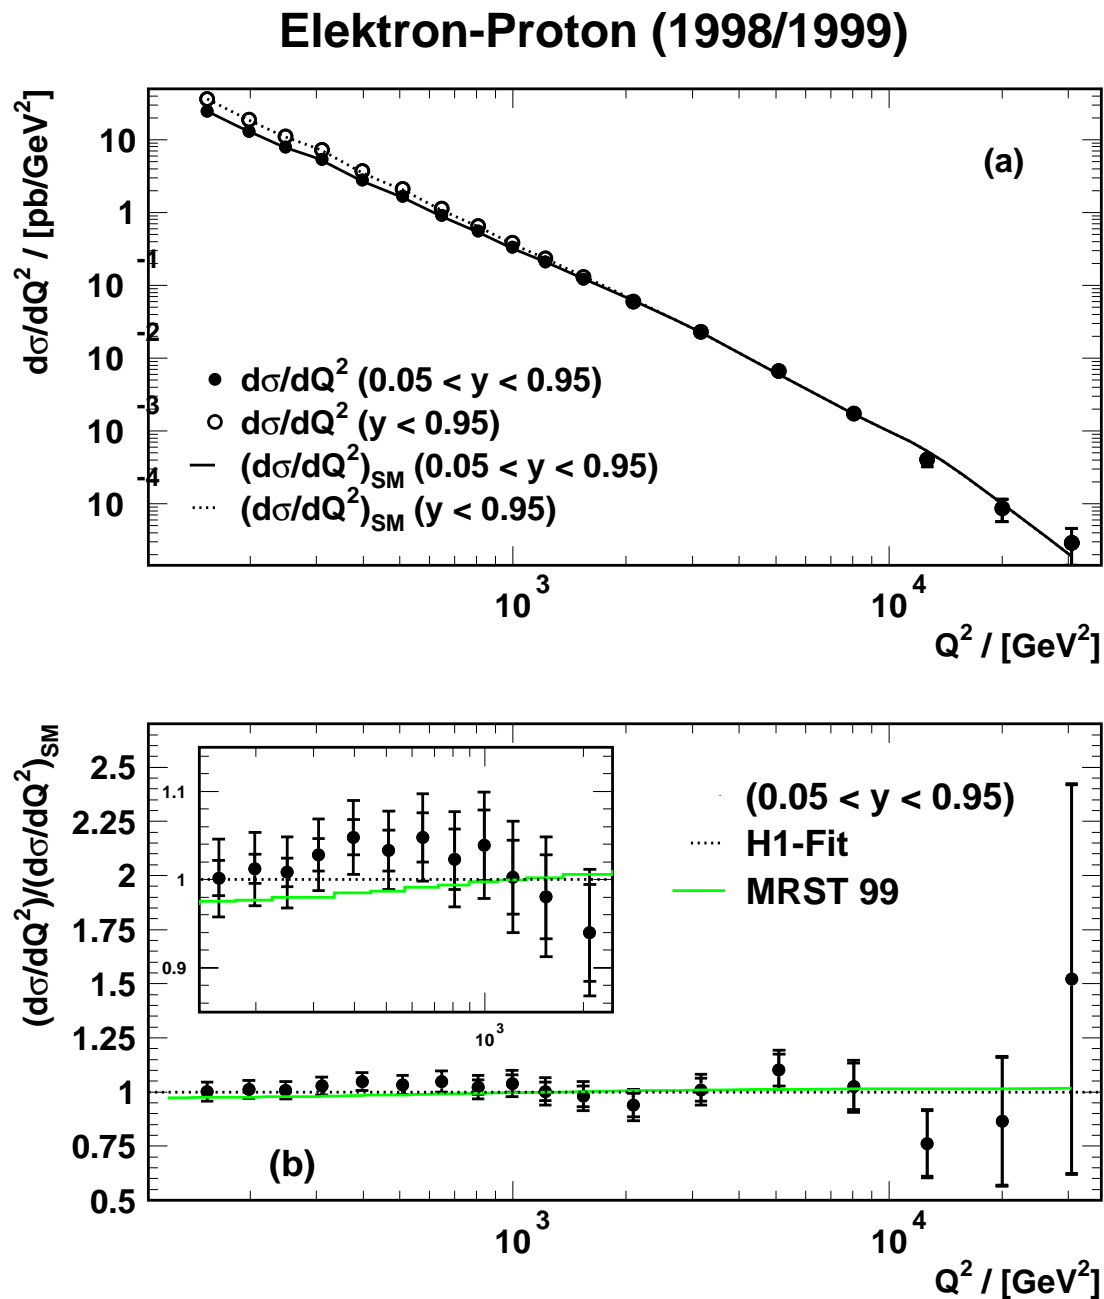 Elektron-Proton (1998/1999)
dσ/dQ² / [pb/GeV²]
(a)
10
1
10⁻¹
10⁻²
10⁻³
10⁻⁴
dσ/dQ² (0.05 < y < 0.95)
dσ/dQ² (y < 0.95)
(dσ/dQ²)SM (0.05 < y < 0.95)
(dσ/dQ²)SM (y < 0.95)
10³ 10⁴
Q² / [GeV²]
(dσ/dQ²)/(dσ/dQ²)SM
2.5
2.25
2
1.75
1.5
1.25
1
0.75
0.5
1.1
1
0.9
10³
(0.05 < y < 0.95)
H1-Fit
MRST 99
(b)
10³ 10⁴
Q² / [GeV²]